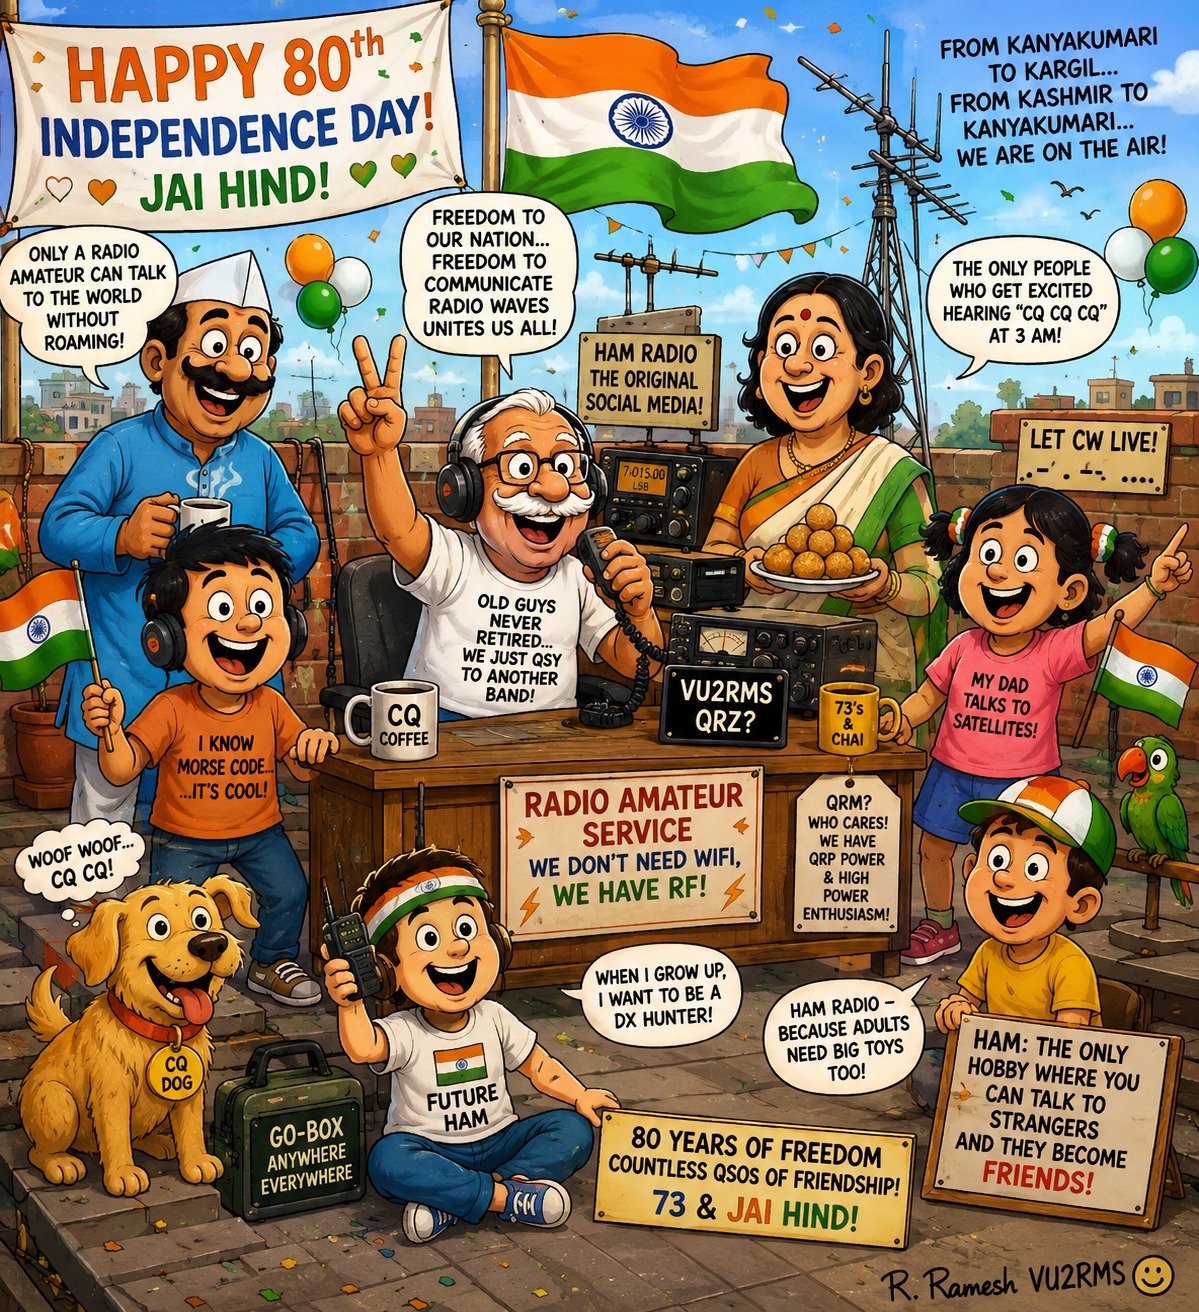 HAPPY 80th
INDEPENDENCE DAY!
JAI HIND!
FROM KANYAKUMARI
TO KARGIL...
FROM KASHMIR TO
KANYAKUMARI...
WE ARE ON THE AIR!
ONLY A RADIO
AMATEUR CAN TALK
TO THE WORLD
WITHOUT
ROAMING!
FREEDOM TO
OUR NATION...
FREEDOM TO
COMMUNICATE
RADIO WAVES
UNITES US ALL!
THE ONLY PEOPLE
WHO GET EXCITED
HEARING "CQ CQ CQ"
AT 3 AM!
HAM RADIO
THE ORIGINAL
SOCIAL MEDIA!
LET CW LIVE!
7.015.00
LSB
OLD GUYS
NEVER
RETIRED...
WE JUST QSY
TO ANOTHER
BAND!
MY DAD
TALKS TO
SATELLITES!
I KNOW
MORSE CODE...
...IT'S COOL!
CQ
COFFEE
VU2RMS
QRZ?
73's
&
CHAI
RADIO AMATEUR
SERVICE
WE DON'T NEED WIFI,
WE HAVE RF!
QRM?
WHO CARES!
WE HAVE
QRP POWER
& HIGH
POWER
ENTHUSIASM!
WOOF WOOF...
CQ CQ!
CQ
DOG
WHEN I GROW UP,
I WANT TO BE A
DX HUNTER!
HAM RADIO –
BECAUSE ADULTS
NEED BIG TOYS
TOO!
HAM: THE ONLY
HOBBY WHERE YOU
CAN TALK TO
STRANGERS
AND THEY BECOME
FRIENDS!
FUTURE
HAM
GO-BOX
ANYWHERE
EVERYWHERE
80 YEARS OF FREEDOM
COUNTLESS QSOS OF FRIENDSHIP!
73 & JAI HIND!
R. Ramesh VU2RMS